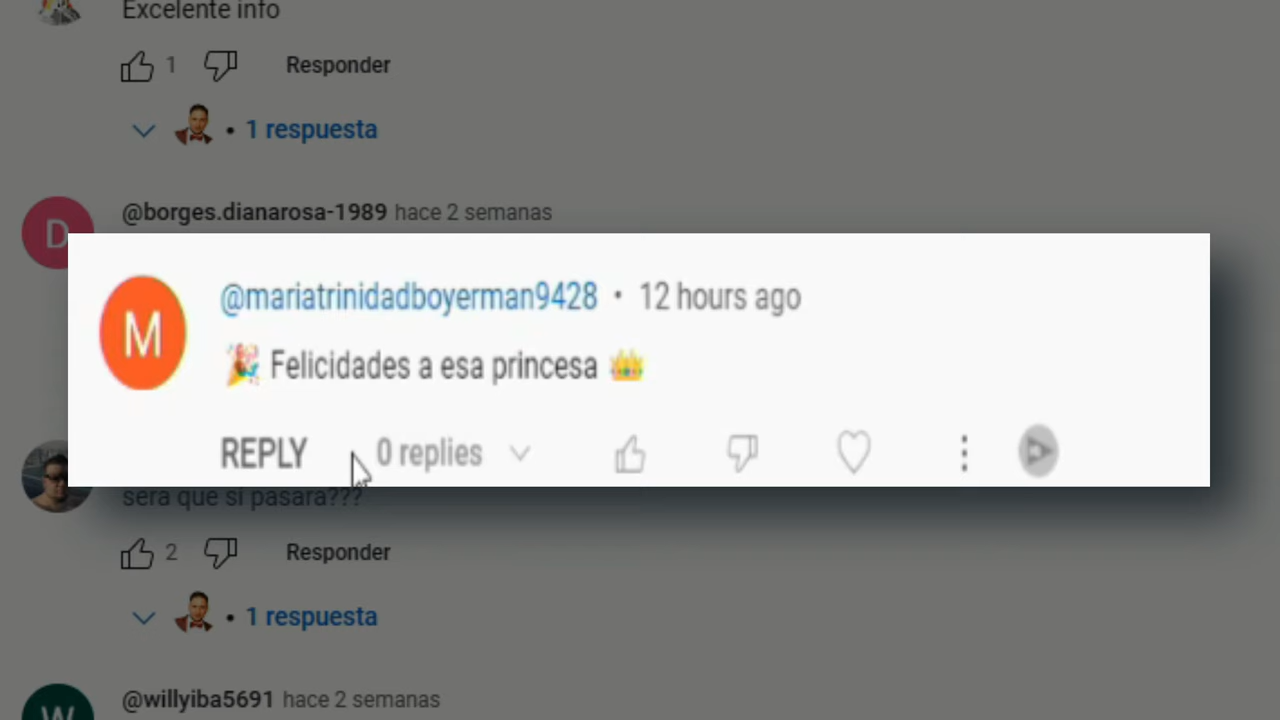 Excelente info
1 Responder
• 1 respuesta
D @borges.dianarosa-1989 hace 2 semanas
M @mariatrinidadboyerman9428 • 12 hours ago
🎉 Felicidades a esa princesa 👑
REPLY 0 replies
sera que si pasara???
2 Responder
• 1 respuesta
W @willyiba5691 hace 2 semanas